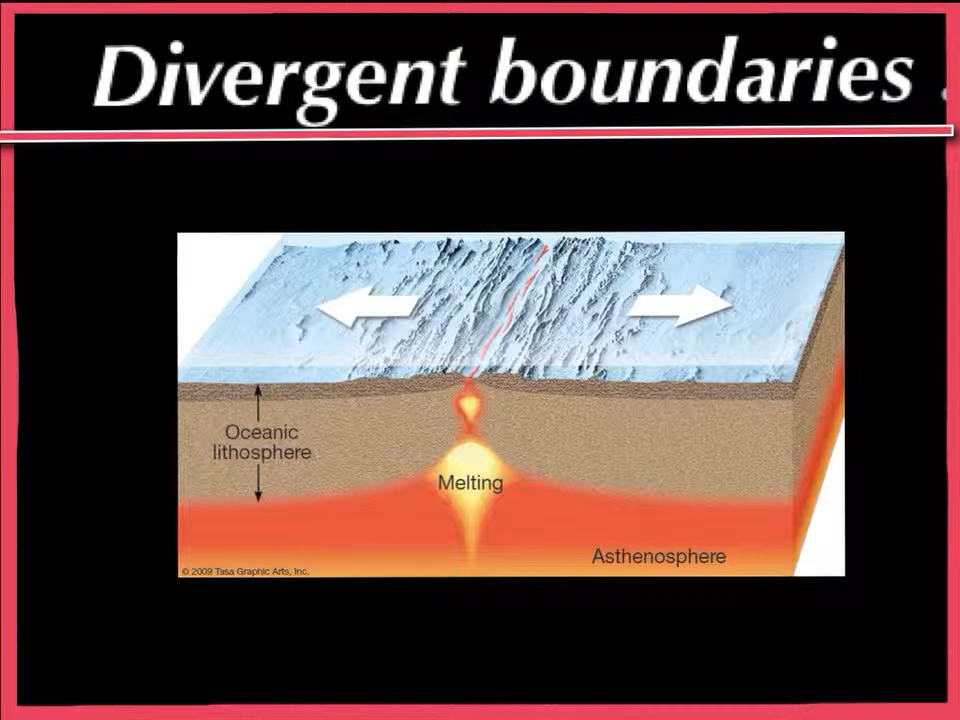 Divergent boundaries .
Oceanic
lithosphere
Melting
Asthenosphere
© 2009 Tasa Graphic Arts, Inc.